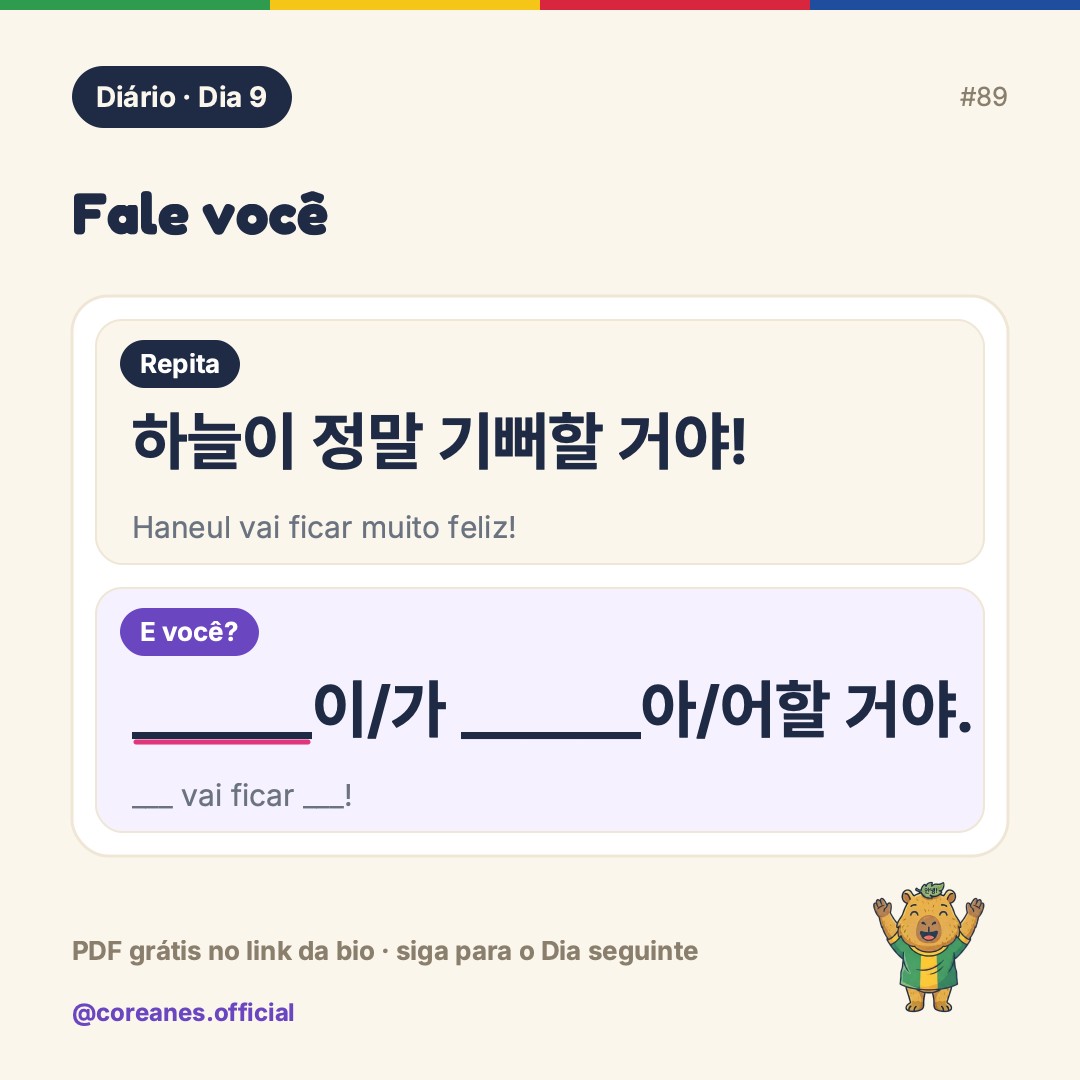 Diário · Dia 9
#89
Fale você
Repita
하늘이 정말 기뻐할 거야!
Haneul vai ficar muito feliz!
E você?
______이/가 ______아/어할 거야.
___ vai ficar ___!
PDF grátis no link da bio · siga para o Dia seguinte
@coreanes.official